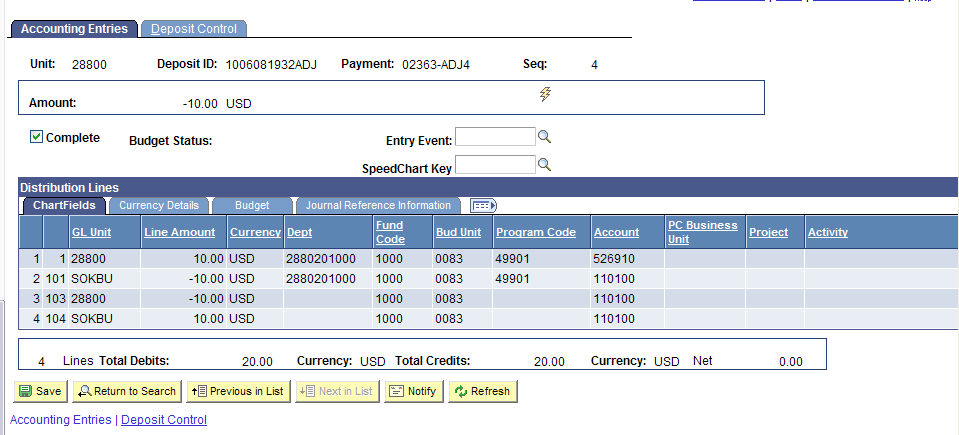 Help
Accounting Entries Deposit Control
Unit: 28800 Deposit ID: 1006081932ADJ Payment: 02363-ADJ4 Seq: 4
Amount: -10.00 USD
Complete Budget Status: Entry Event:
SpeedChart Key
Distribution Lines
ChartFields Currency Details Budget Journal Reference Information
GL Unit Line Amount Currency Dept Fund Code Bud Unit Program Code Account PC Business Unit Project Activity
1 1 28800 10.00 USD 2880201000 1000 0083 49901 526910
2 101 SOKBU -10.00 USD 2880201000 1000 0083 49901 110100
3 103 28800 -10.00 USD 1000 0083 110100
4 104 SOKBU 10.00 USD 1000 0083 110100
4 Lines Total Debits: 20.00 Currency: USD Total Credits: 20.00 Currency: USD Net 0.00
Save Return to Search Previous in List Next in List Notify Refresh
Accounting Entries | Deposit Control